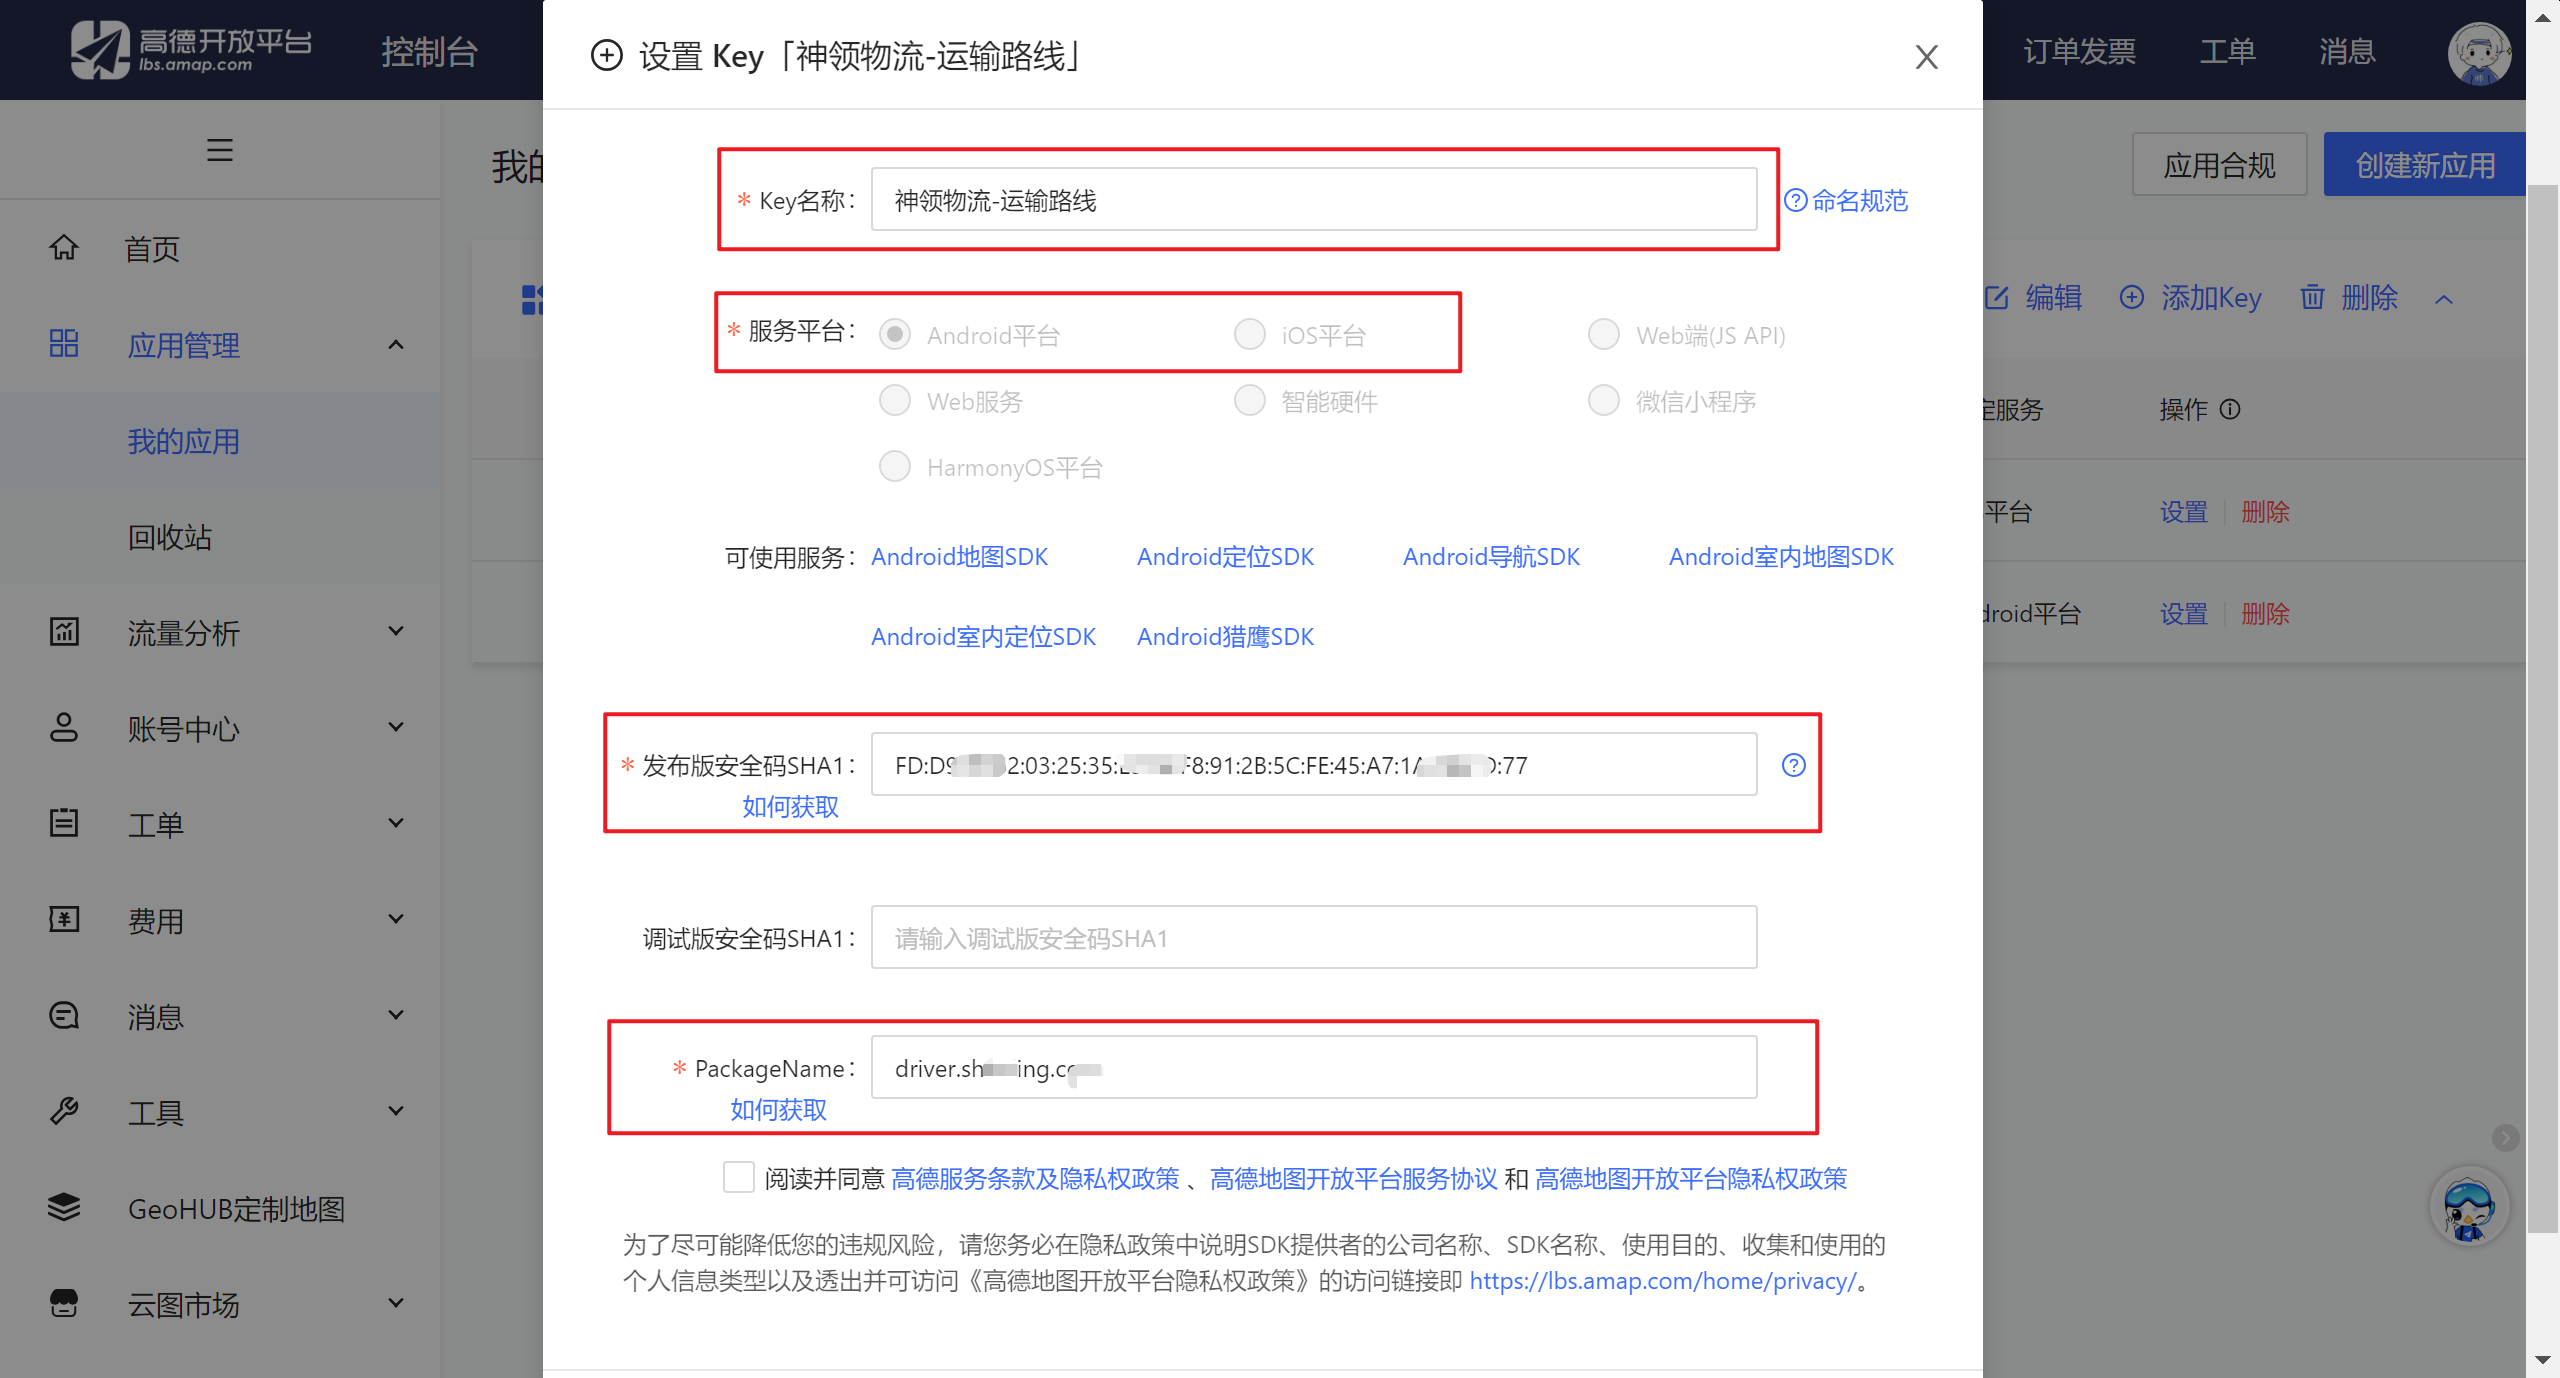 高德开放平台
lbs.amap.com
控制台
订单发票
工单
消息
首页
应用管理
我的应用
回收站
流量分析
账号中心
工单
费用
消息
工具
GeoHUB定制地图
云图市场
我的
应用合规
创建新应用
编辑
添加Key
删除
服务
操作
平台
设置
删除
droid平台
设置
删除
设置 Key「神领物流-运输路线」
* Key名称：
神领物流-运输路线
命名规范
* 服务平台：
Android平台
iOS平台
Web端(JS API)
Web服务
智能硬件
微信小程序
HarmonyOS平台
可使用服务：
Android地图SDK
Android定位SDK
Android导航SDK
Android室内地图SDK
Android室内定位SDK
Android猎鹰SDK
* 发布版安全码SHA1：
FD:D9 2:03:25:35: F8:91:2B:5C:FE:45:A7:1A :77
如何获取
调试版安全码SHA1：
请输入调试版安全码SHA1
* PackageName：
driver.sh ing.c
如何获取
阅读并同意 高德服务条款及隐私权政策 、高德地图开放平台服务协议 和 高德地图开放平台隐私权政策
为了尽可能降低您的违规风险，请您务必在隐私政策中说明SDK提供者的公司名称、SDK名称、使用目的、收集和使用的
个人信息类型以及透出并可访问《高德地图开放平台隐私权政策》的访问链接即 https://lbs.amap.com/home/privacy/。